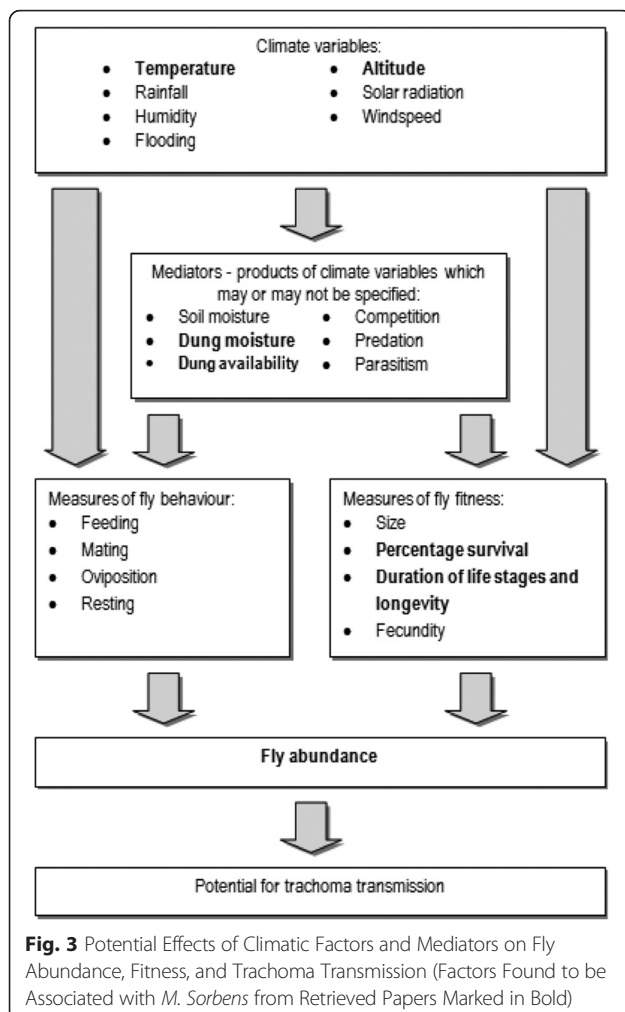 Climate variables:
• Temperature
• Rainfall
• Humidity
• Flooding
• Altitude
• Solar radiation
• Windspeed
Mediators - products of climate variables which
may or may not be specified:
• Soil moisture
• Dung moisture
• Dung availability
• Competition
• Predation
• Parasitism
Measures of fly behaviour:
• Feeding
• Mating
• Oviposition
• Resting
Measures of fly fitness:
• Size
• Percentage survival
• Duration of life stages and
longevity
• Fecundity
Fly abundance
Potential for trachoma transmission
Fig. 3 Potential Effects of Climatic Factors and Mediators on Fly
Abundance, Fitness, and Trachoma Transmission (Factors Found to be
Associated with M. Sorbens from Retrieved Papers Marked in Bold)